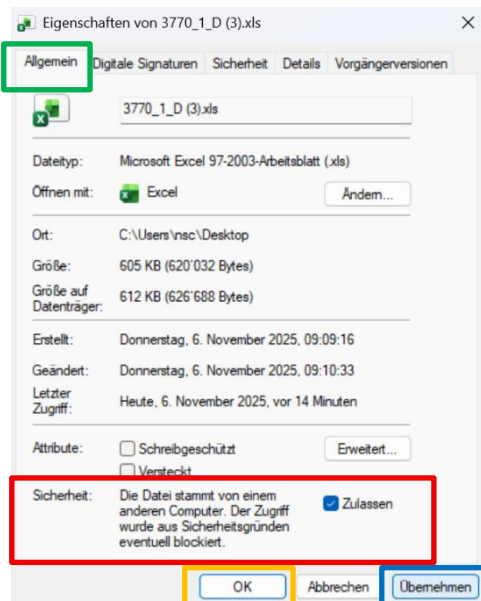 Eigenschaften von 3770_1_D (3).xls
Allgemein Digitale Signaturen Sicherheit Details Vorgängerversionen
3770_1_D (3).xls
Dateityp: Microsoft Excel 97-2003-Arbeitsblatt (.xls)
Öffnen mit: Excel Ändern...
Ort: C:\Users\nsc\Desktop
Größe: 605 KB (620'032 Bytes)
Größe auf
Datenträger: 612 KB (626'688 Bytes)
Erstellt: Donnerstag, 6. November 2025, 09:09:16
Geändert: Donnerstag, 6. November 2025, 09:10:33
Letzter
Zugriff: Heute, 6. November 2025, vor 14 Minuten
Attribute: Schreibgeschützt Erweitert...
Versteckt
Sicherheit: Die Datei stammt von einem
anderen Computer. Der Zugriff Zulassen
wurde aus Sicherheitsgründen
eventuell blockiert.
OK Abbrechen Übernehmen